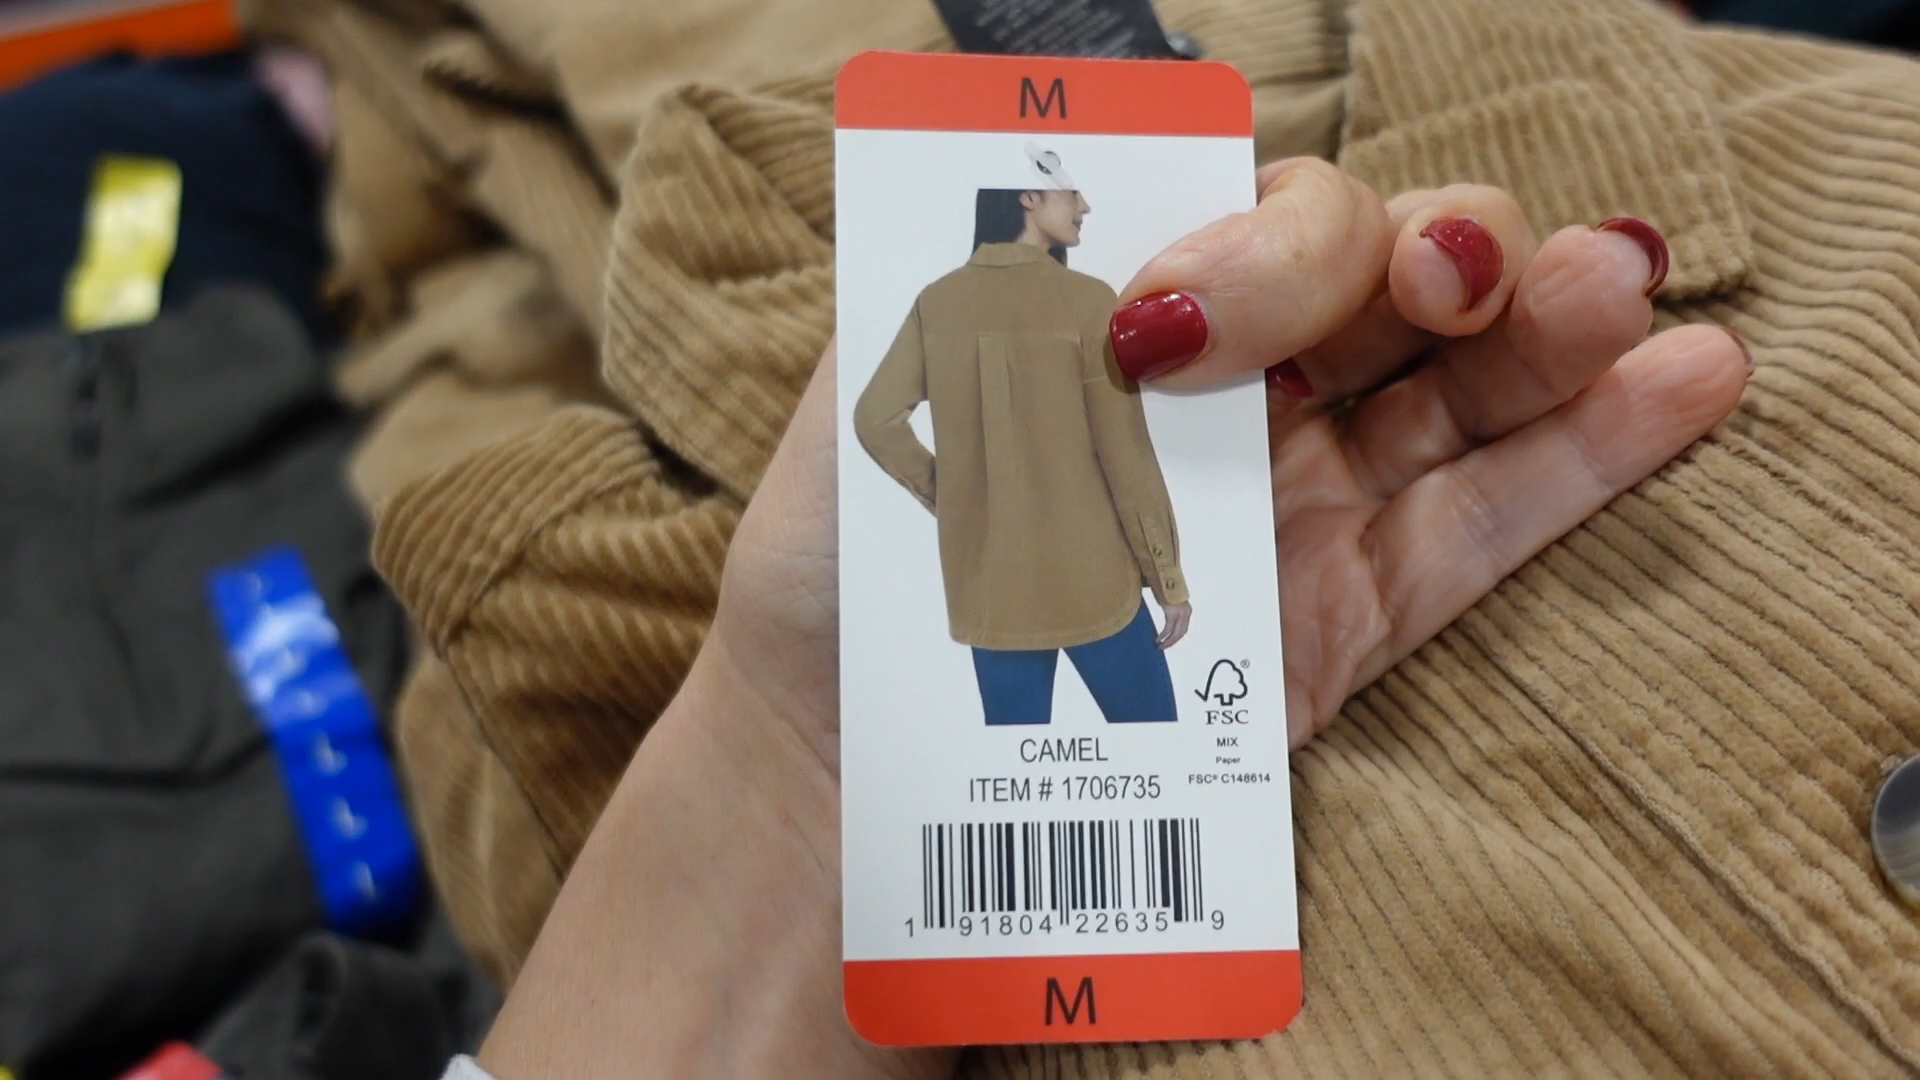 M
CAMEL
ITEM # 1706735
FSC®
MIX
Paper
FSC® C148614
1 91804 22635 9
M